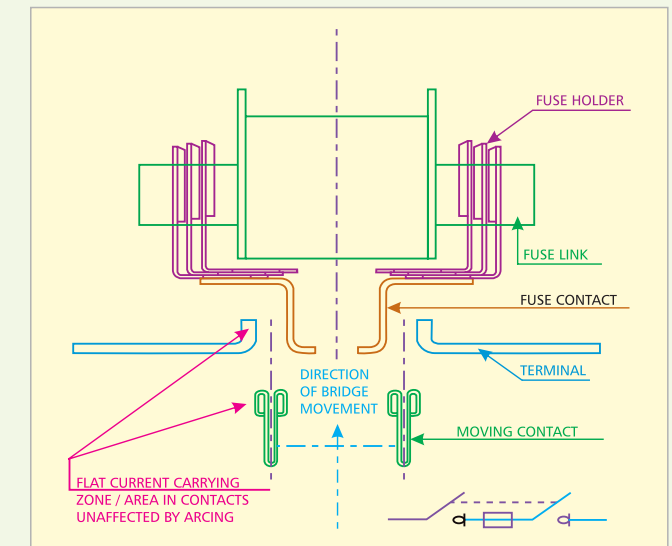 FUSE HOLDER
FUSE LINK
FUSE CONTACT
TERMINAL
DIRECTION
OF BRIDGE
MOVEMENT
MOVING CONTACT
FLAT CURRENT CARRYING
ZONE / AREA IN CONTACTS
UNAFFECTED BY ARCING